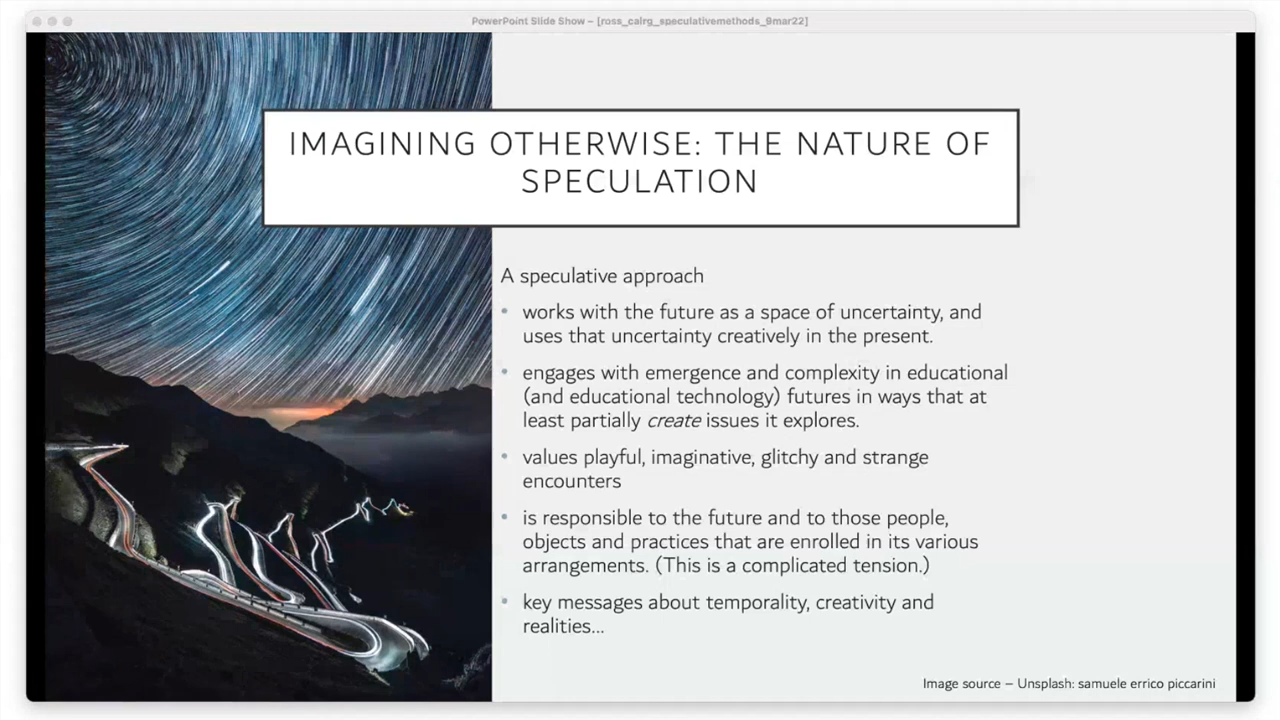 PowerPoint Slide Show – [ross_calrg_speculativemethods_9mar22]
IMAGINING OTHERWISE: THE NATURE OF
SPECULATION
A speculative approach
• works with the future as a space of uncertainty, and
uses that uncertainty creatively in the present.
• engages with emergence and complexity in educational
(and educational technology) futures in ways that at
least partially create issues it explores.
• values playful, imaginative, glitchy and strange
encounters
• is responsible to the future and to those people,
objects and practices that are enrolled in its various
arrangements. (This is a complicated tension.)
• key messages about temporality, creativity and
realities...
Image source – Unsplash: samuele errico piccarini